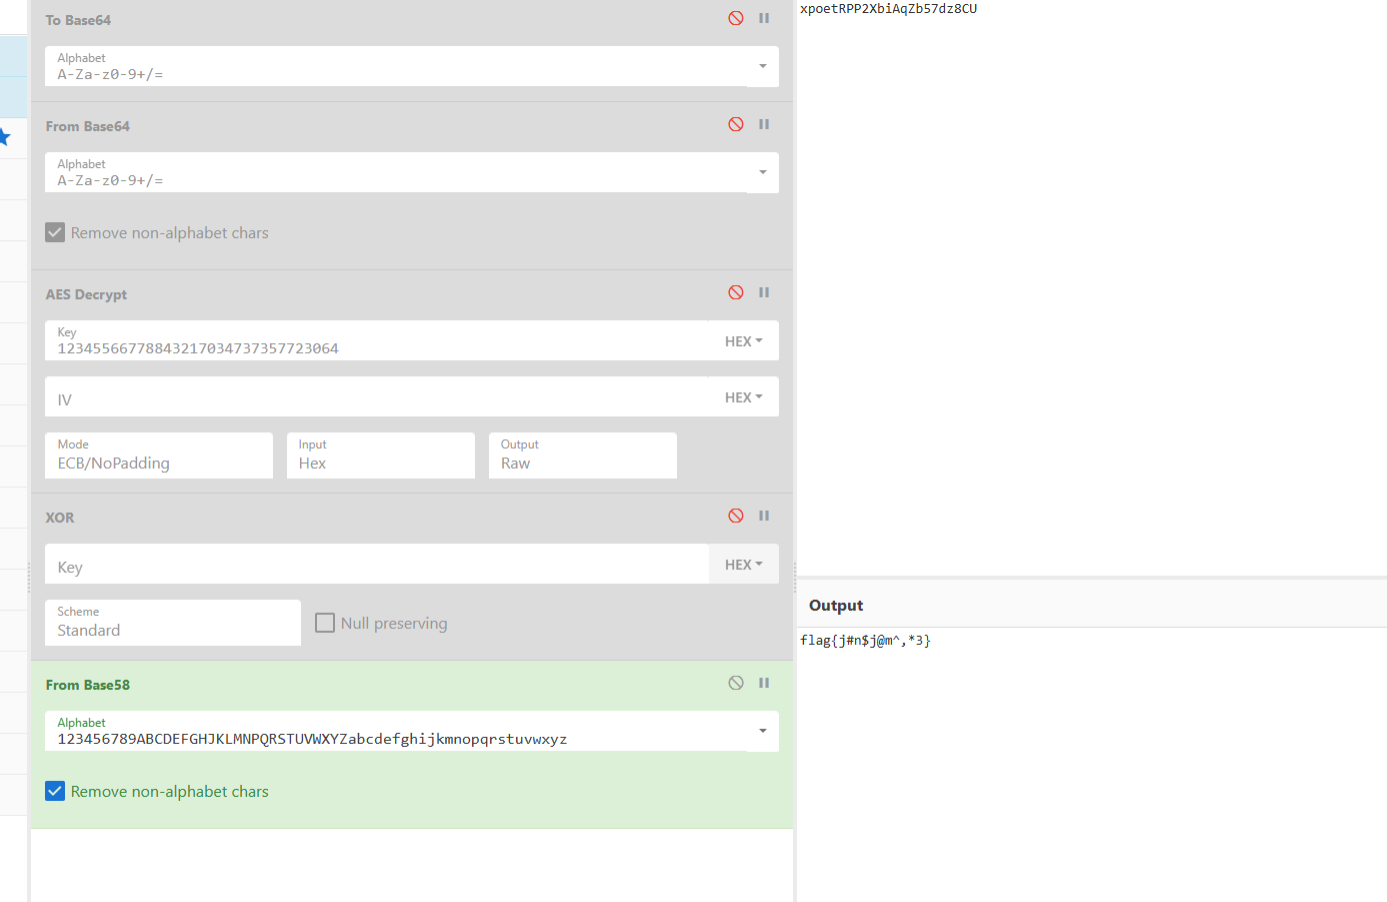 To Base64
Alphabet
A-Za-z0-9+/=
From Base64
Alphabet
A-Za-z0-9+/=
Remove non-alphabet chars
AES Decrypt
Key
12345566778843217034737357723064
HEX
IV
HEX
Mode
ECB/NoPadding
Input
Hex
Output
Raw
XOR
Key
HEX
Scheme
Standard
Null preserving
From Base58
Alphabet
123456789ABCDEFGHJKLMNPQRSTUVWXYZabcdefghijkmnopqrstuvwxyz
Remove non-alphabet chars
xpoetRPP2XbiAqZb57dz8CU
Output
flag{j#n$j@m^,*3}